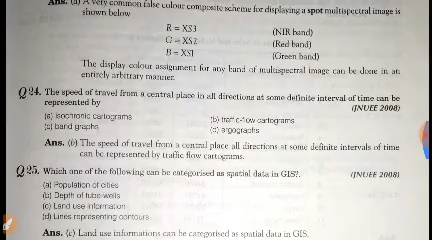 Ans. (a) A very common false colour composite scheme for displaying a spot multispectral image is
shown below
R = XS3 (NIR band)
G = XS2 (Red band)
B = XS1 (Green band)
The display colour assignment for any band of multispectral image can be done in an
entirely arbitrary manner.
Q 24. The speed of travel from a central place in all directions at some definite interval of time can be
represented by (JNUEE 2008)
(a) isochronic cartograms (b) traffic-flow cartograms
(c) band graphs (d) ergographs
Ans. (b) The speed of travel from a central place all directions at some definite intervals of time
can be represented by traffic flow cartograms.
Q 25. Which one of the following can be categorised as spatial data in GIS?. (JNUEE 2008)
(a) Population of cities
(b) Depth of tube-wells
(c) Land use information
(d) Lines representing contours
Ans. (c) Land use informations can be categorised as spatial data in GIS.